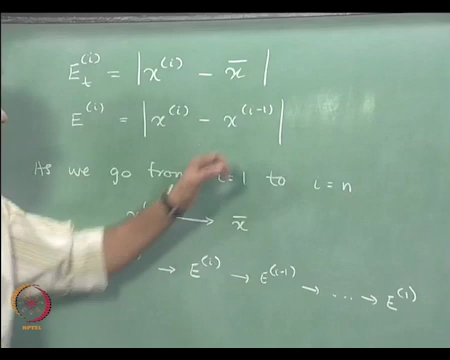 E_t^(i) = | x^(i) - x̄ |
E^(i) = | x^(i) - x^(i-1) |
As we go from i = 1 to i = n
→ x̄
→ E^(i) → E^(i-1) → .... → E^(1)
NPTEL